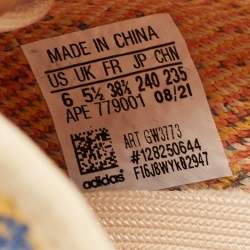 MADE IN CHINA
US UK FR JP CHN
6 5½ 38⅔ 240 235
APE 779001 08/21
ART GW3773
#128250644
F16J8WYK02947
adidas